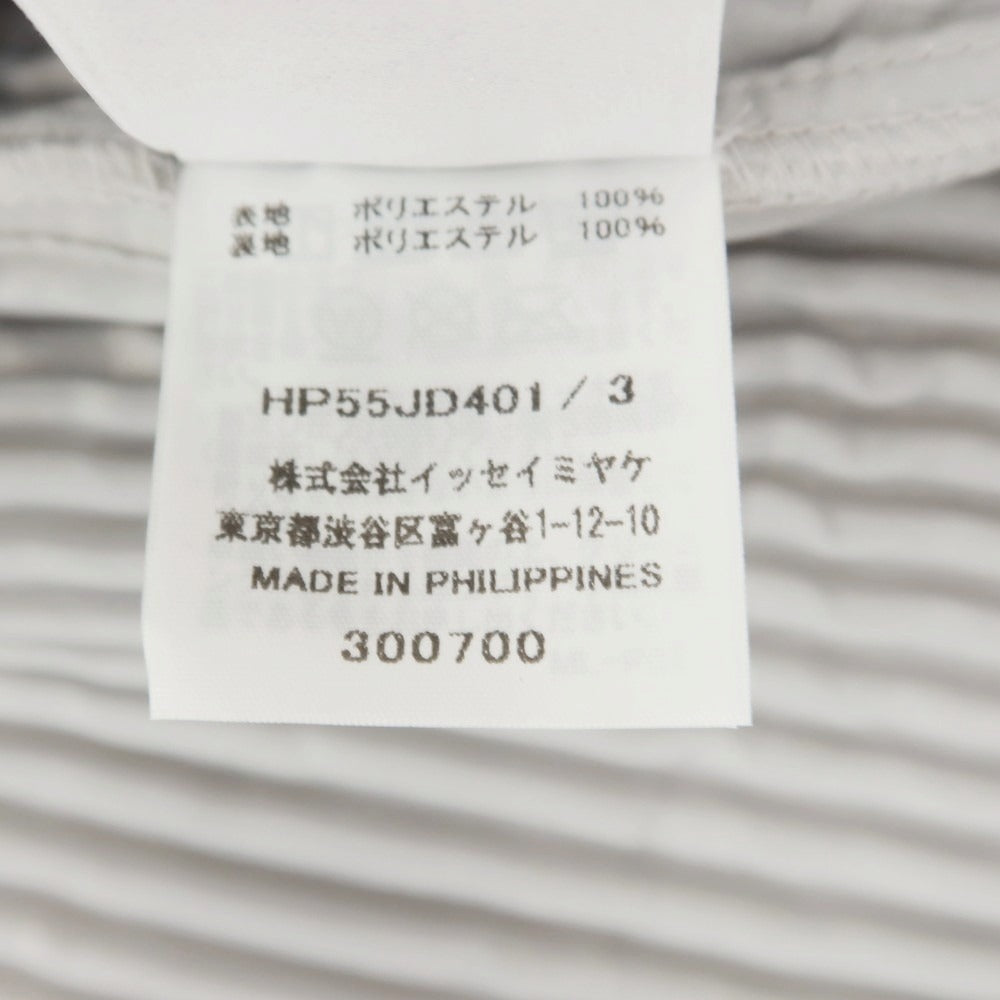 表地 ポリエステル 100%
裏地 ポリエステル 100%
HP55JD401 / 3
株式会社イッセイミヤケ
東京都渋谷区富ヶ谷1-12-10
MADE IN PHILIPPINES
300700